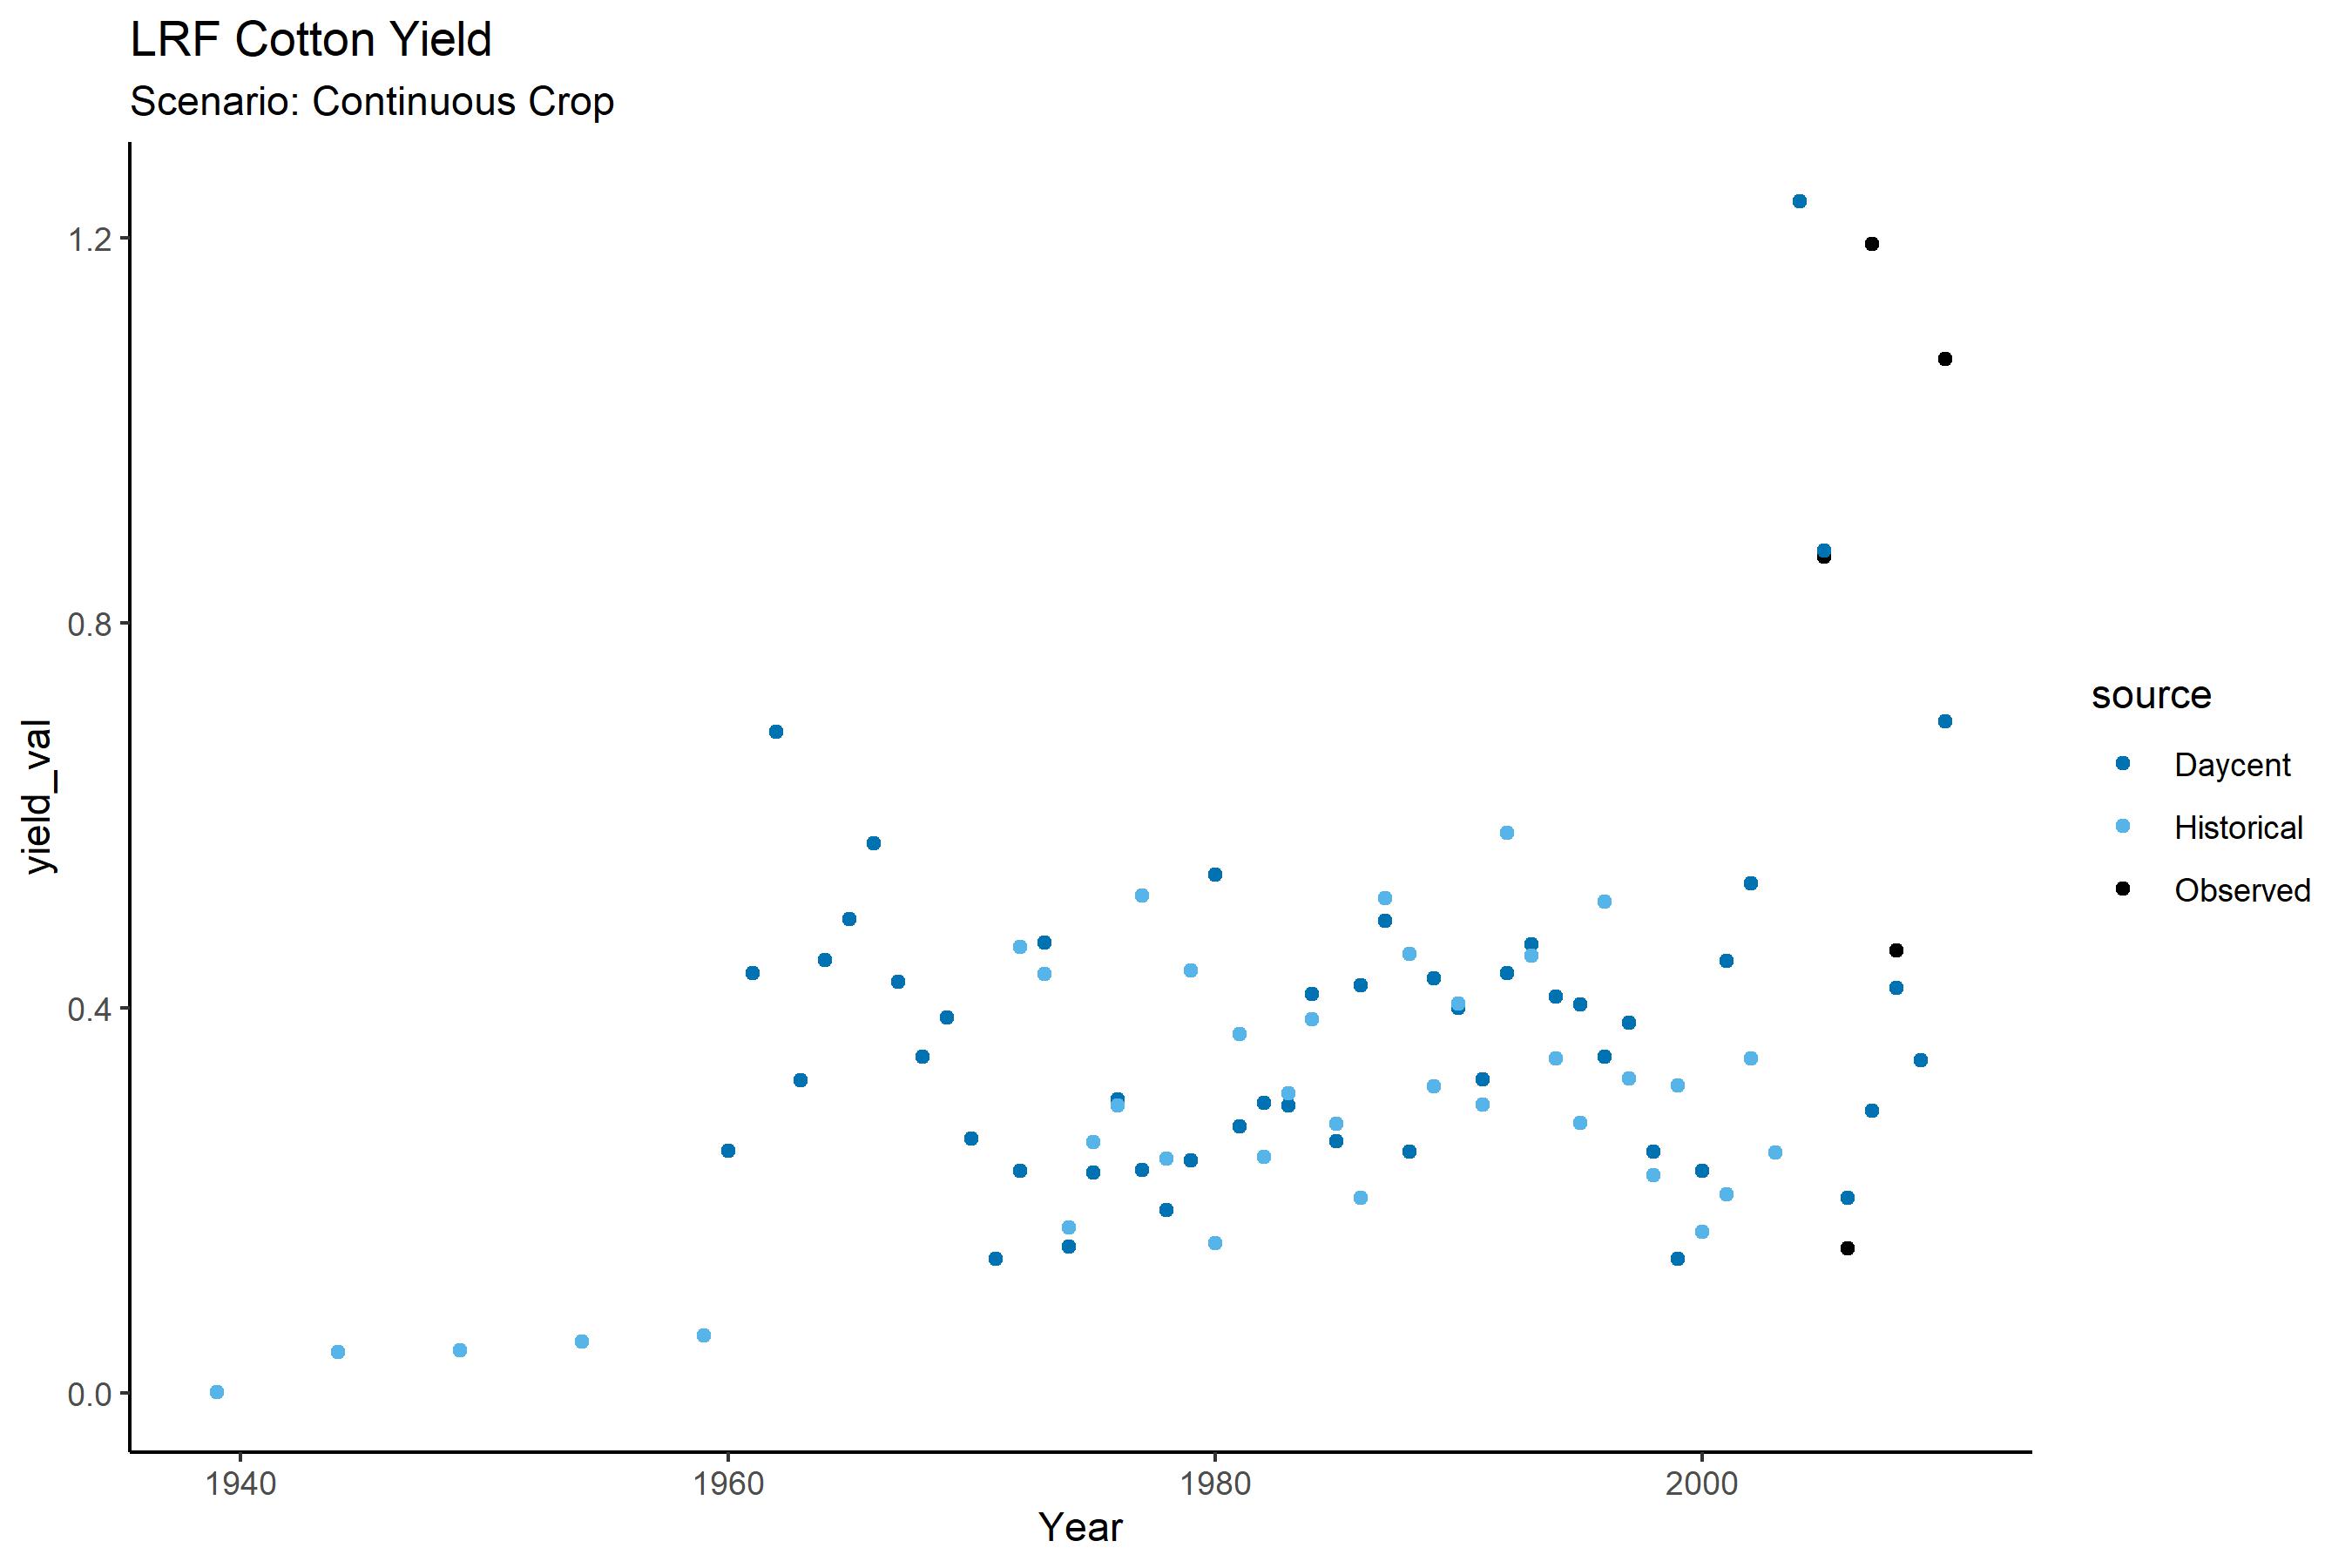 LRF Cotton Yield
Scenario: Continuous Crop
1.2
0.8
0.4
0.0
yield_val
1940 1960 1980 2000
Year
source
Daycent
Historical
Observed